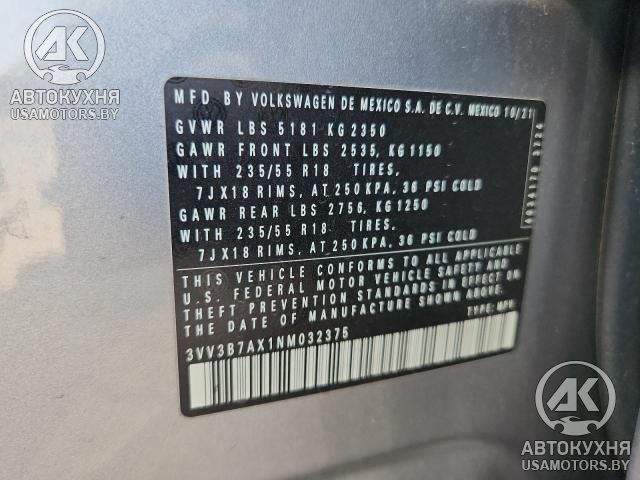 АК
АВТОКУХНЯ
USAMOTORS.BY
MFD. BY VOLKSWAGEN DE MEXICO S.A. DE C.V. MEXICO 10/21
GVWR LBS 5181 KG 2350
GAWR FRONT LBS 2535, KG 1150
WITH 235/55 R18 TIRES,
7JX18 RIMS, AT 250 KPA, 36 PSI COLD
GAWR REAR LBS 2756, KG 1250
WITH 235/55 R18 TIRES,
7JX18 RIMS, AT 250 KPA, 36 PSI COLD
THIS VEHICLE CONFORMS TO ALL APPLICABLE
U.S. FEDERAL MOTOR VEHICLE SAFETY AND
THEFT PREVENTION STANDARDS IN EFFECT ON
THE DATE OF MANUFACTURE SHOWN ABOVE.
3VV3B7AX1NM032375
TYPE: MPV
АК
АВТОКУХНЯ
USAMOTORS.BY